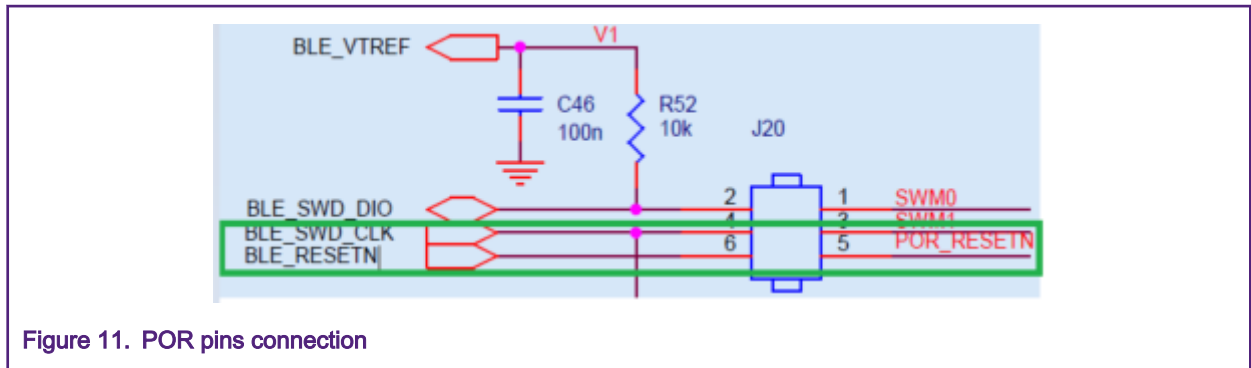 BLE_VTREF V1
C46 R52
100n 10k J20
BLE_SWD_DIO 2 1 SWM0
BLE_SWD_CLK 4 3 SWM1
BLE_RESETN 6 5 POR_RESETN
Figure 11. POR pins connection